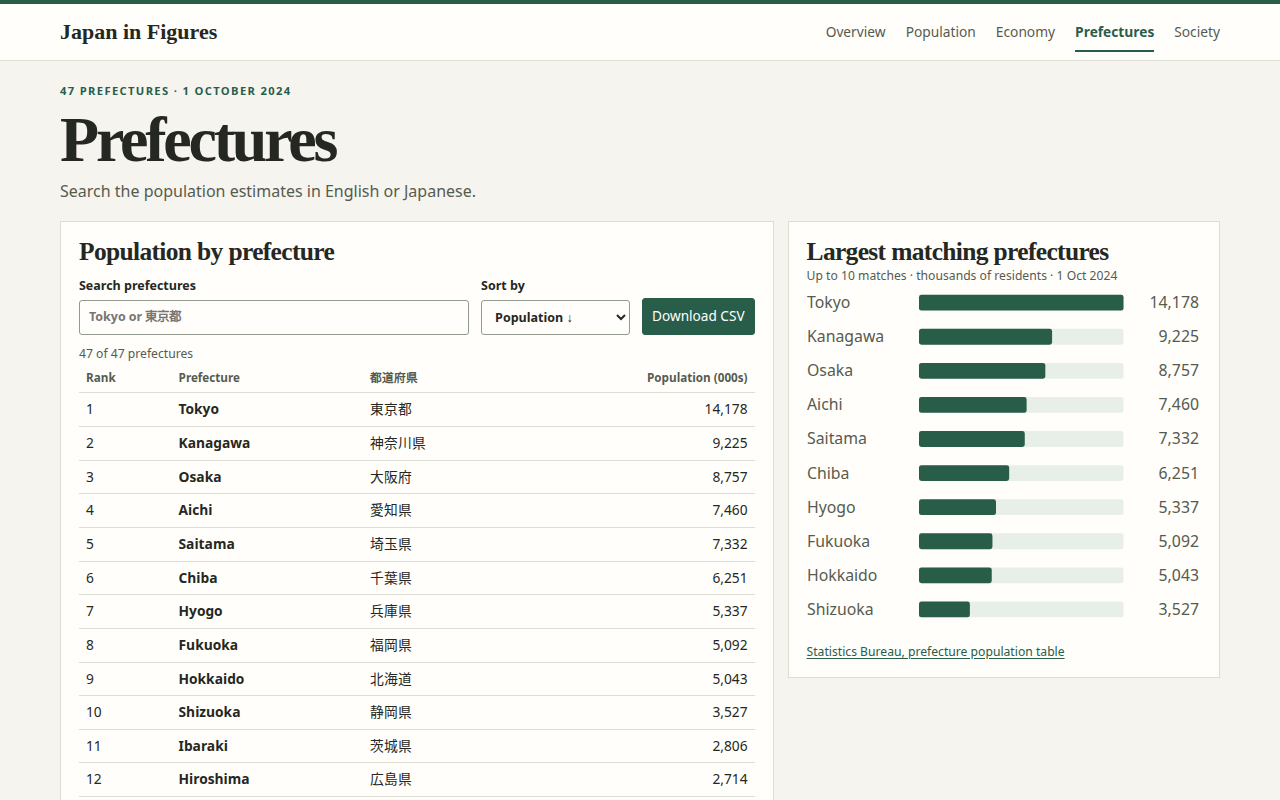 Japan in Figures
Overview Population Economy Prefectures Society
47 PREFECTURES · 1 OCTOBER 2024
Prefectures
Search the population estimates in English or Japanese.
Population by prefecture
Search prefectures Sort by
Tokyo or 東京都 Population ↓ Download CSV
47 of 47 prefectures
Rank Prefecture 都道府県 Population (000s)
1 Tokyo 東京都 14,178
2 Kanagawa 神奈川県 9,225
3 Osaka 大阪府 8,757
4 Aichi 愛知県 7,460
5 Saitama 埼玉県 7,332
6 Chiba 千葉県 6,251
7 Hyogo 兵庫県 5,337
8 Fukuoka 福岡県 5,092
9 Hokkaido 北海道 5,043
10 Shizuoka 静岡県 3,527
11 Ibaraki 茨城県 2,806
12 Hiroshima 広島県 2,714
Largest matching prefectures
Up to 10 matches · thousands of residents · 1 Oct 2024
Tokyo 14,178
Kanagawa 9,225
Osaka 8,757
Aichi 7,460
Saitama 7,332
Chiba 6,251
Hyogo 5,337
Fukuoka 5,092
Hokkaido 5,043
Shizuoka 3,527
Statistics Bureau, prefecture population table